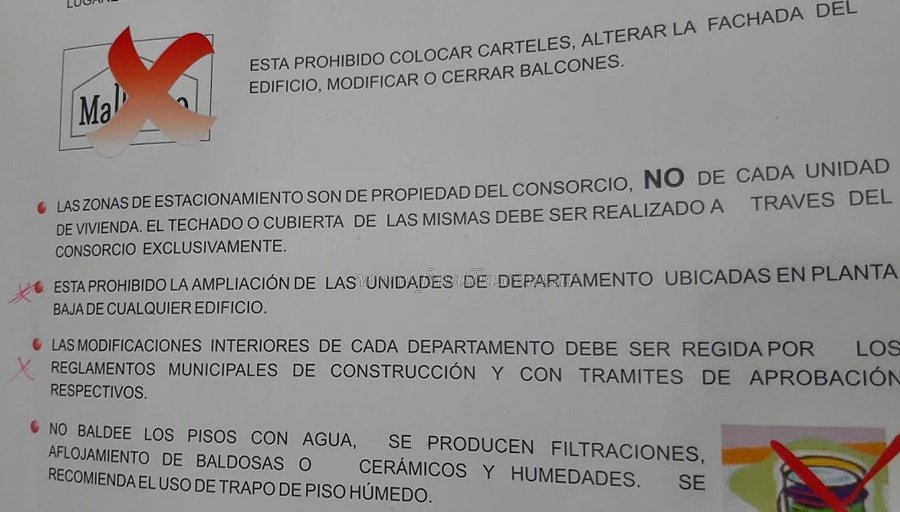 ESTA PROHIBIDO COLOCAR CARTELES, ALTERAR LA FACHADA DEL
EDIFICIO, MODIFICAR O CERRAR BALCONES.
LAS ZONAS DE ESTACIONAMIENTO SON DE PROPIEDAD DEL CONSORCIO, NO DE CADA UNIDAD
DE VIVIENDA. EL TECHADO O CUBIERTA DE LAS MISMAS DEBE SER REALIZADO A TRAVES DEL
CONSORCIO EXCLUSIVAMENTE.
ESTA PROHIBIDO LA AMPLIACIÓN DE LAS UNIDADES DE DEPARTAMENTO UBICADAS EN PLANTA
BAJA DE CUALQUIER EDIFICIO.
LAS MODIFICACIONES INTERIORES DE CADA DEPARTAMENTO DEBE SER REGIDA POR LOS
REGLAMENTOS MUNICIPALES DE CONSTRUCCIÓN Y CON TRAMITES DE APROBACIÓN
RESPECTIVOS.
NO BALDEE LOS PISOS CON AGUA, SE PRODUCEN FILTRACIONES,
AFLOJAMIENTO DE BALDOSAS O CERÁMICOS Y HUMEDADES. SE
RECOMIENDA EL USO DE TRAPO DE PISO HÚMEDO.